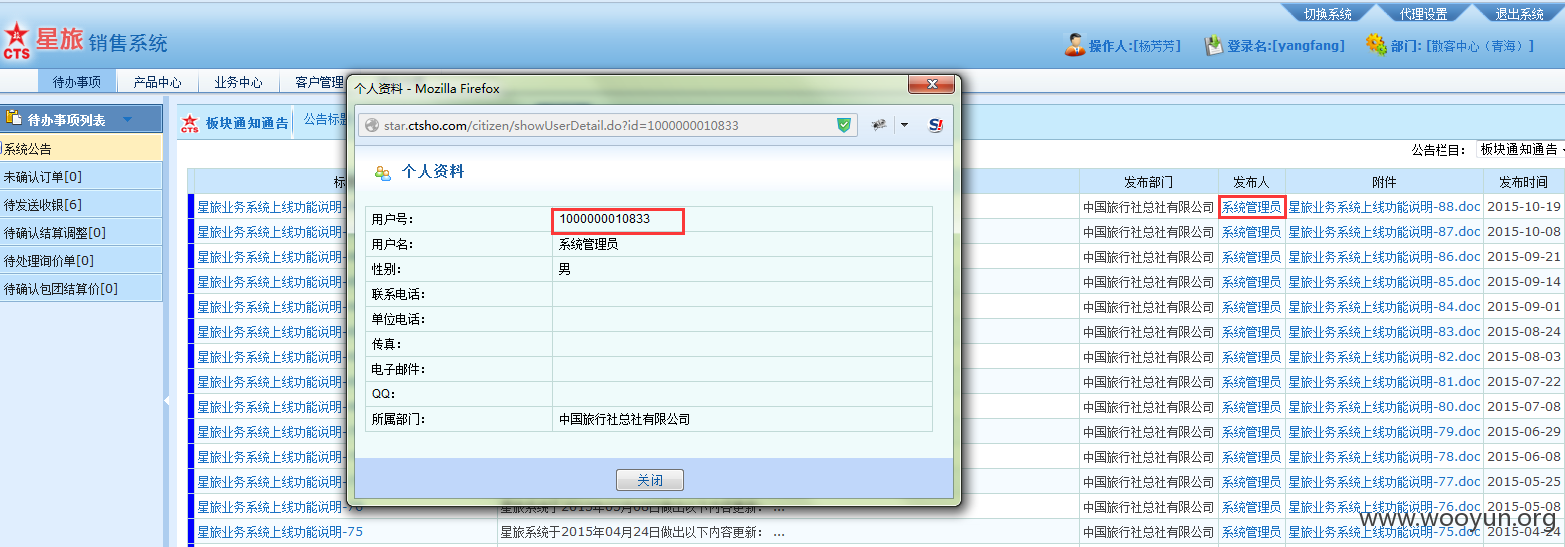 切换系统 代理设置 退出系统
CTS 星旅 销售系统
操作人:[杨芳芳] 登录名:[yangfang] 部门: [散客中心（青海）]
待办事项 产品中心 业务中心 客户管理
个人资料 - Mozilla Firefox
star.ctsho.com/citizen/showUserDetail.do?id=1000000010833
待办事项列表
系统公告
未确认订单[0]
待发送收银[6]
待确认结算调整[0]
待处理询价单[0]
待确认包团结算价[0]
CTS 板块通知通告 公告标题
公告栏目： 板块通知通告
个人资料
用户号： 1000000010833
用户名： 系统管理员
性别： 男
联系电话：
单位电话：
传真：
电子邮件：
QQ：
所属部门： 中国旅行社总社有限公司
关闭
发布部门 发布人 附件 发布时间
星旅业务系统上线功能说明- 中国旅行社总社有限公司 系统管理员 星旅业务系统上线功能说明-88.doc 2015-10-19
星旅业务系统上线功能说明- 中国旅行社总社有限公司 系统管理员 星旅业务系统上线功能说明-87.doc 2015-10-08
星旅业务系统上线功能说明- 中国旅行社总社有限公司 系统管理员 星旅业务系统上线功能说明-86.doc 2015-09-21
星旅业务系统上线功能说明- 中国旅行社总社有限公司 系统管理员 星旅业务系统上线功能说明-85.doc 2015-09-14
星旅业务系统上线功能说明- 中国旅行社总社有限公司 系统管理员 星旅业务系统上线功能说明-84.doc 2015-09-01
星旅业务系统上线功能说明- 中国旅行社总社有限公司 系统管理员 星旅业务系统上线功能说明-83.doc 2015-08-24
星旅业务系统上线功能说明- 中国旅行社总社有限公司 系统管理员 星旅业务系统上线功能说明-82.doc 2015-08-03
星旅业务系统上线功能说明- 中国旅行社总社有限公司 系统管理员 星旅业务系统上线功能说明-81.doc 2015-07-22
星旅业务系统上线功能说明- 中国旅行社总社有限公司 系统管理员 星旅业务系统上线功能说明-80.doc 2015-07-08
星旅业务系统上线功能说明- 中国旅行社总社有限公司 系统管理员 星旅业务系统上线功能说明-79.doc 2015-06-29
星旅业务系统上线功能说明- 中国旅行社总社有限公司 系统管理员 星旅业务系统上线功能说明-78.doc 2015-06-08
星旅业务系统上线功能说明- 中国旅行社总社有限公司 系统管理员 星旅业务系统上线功能说明-77.doc 2015-05-25
星旅业务系统上线功能说明-76 中国旅行社总社有限公司 系统管理员 星旅业务系统上线功能说明-76.doc 2015-05-08
星旅业务系统上线功能说明-75 星旅系统于2015年04月24日做出以下内容更新： ... 中国旅行社总社有限公司 系统管理员 星旅业务系统上线功能说明-75.doc 2015-04-24
www.wooyun.org